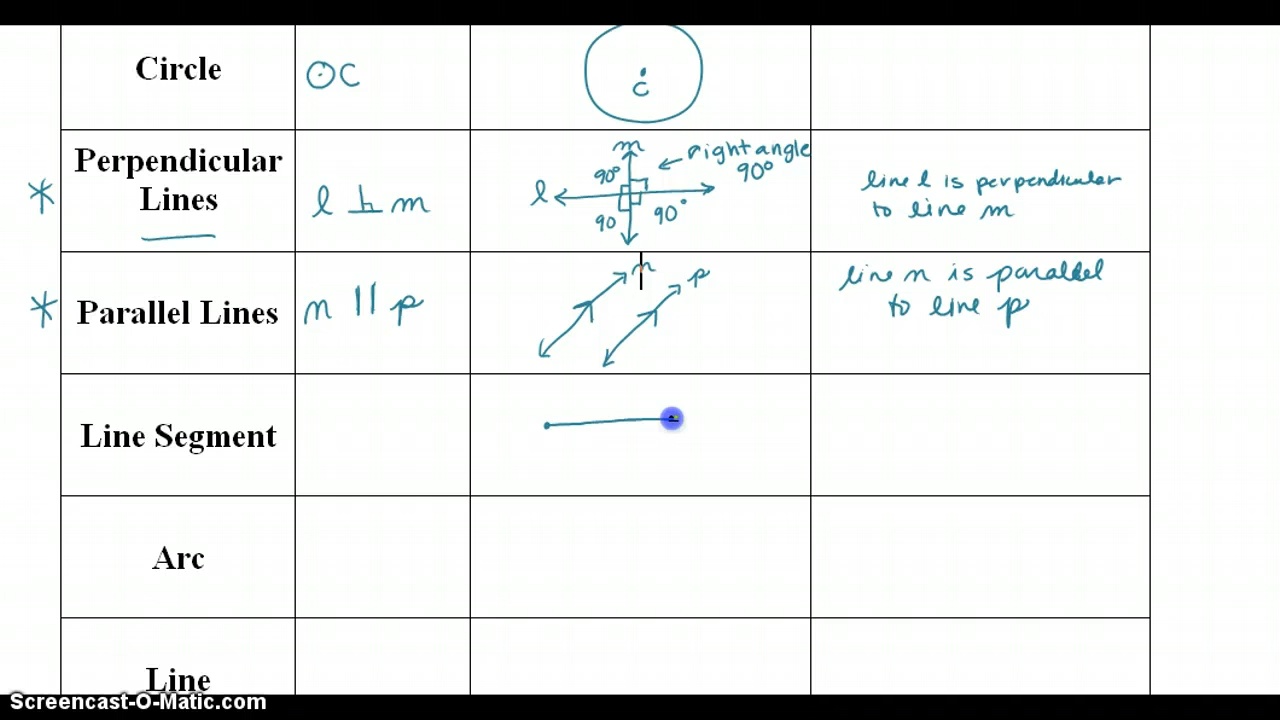 Circle
⊙C
C
Perpendicular
Lines
l ⊥ m
m
right angle
90°
90°
l
90
90°
line l is perpendicular
to line m
Parallel Lines
n || p
n
p
line n is parallel
to line p
Line Segment
Arc
Line
Screencast-O-Matic.com